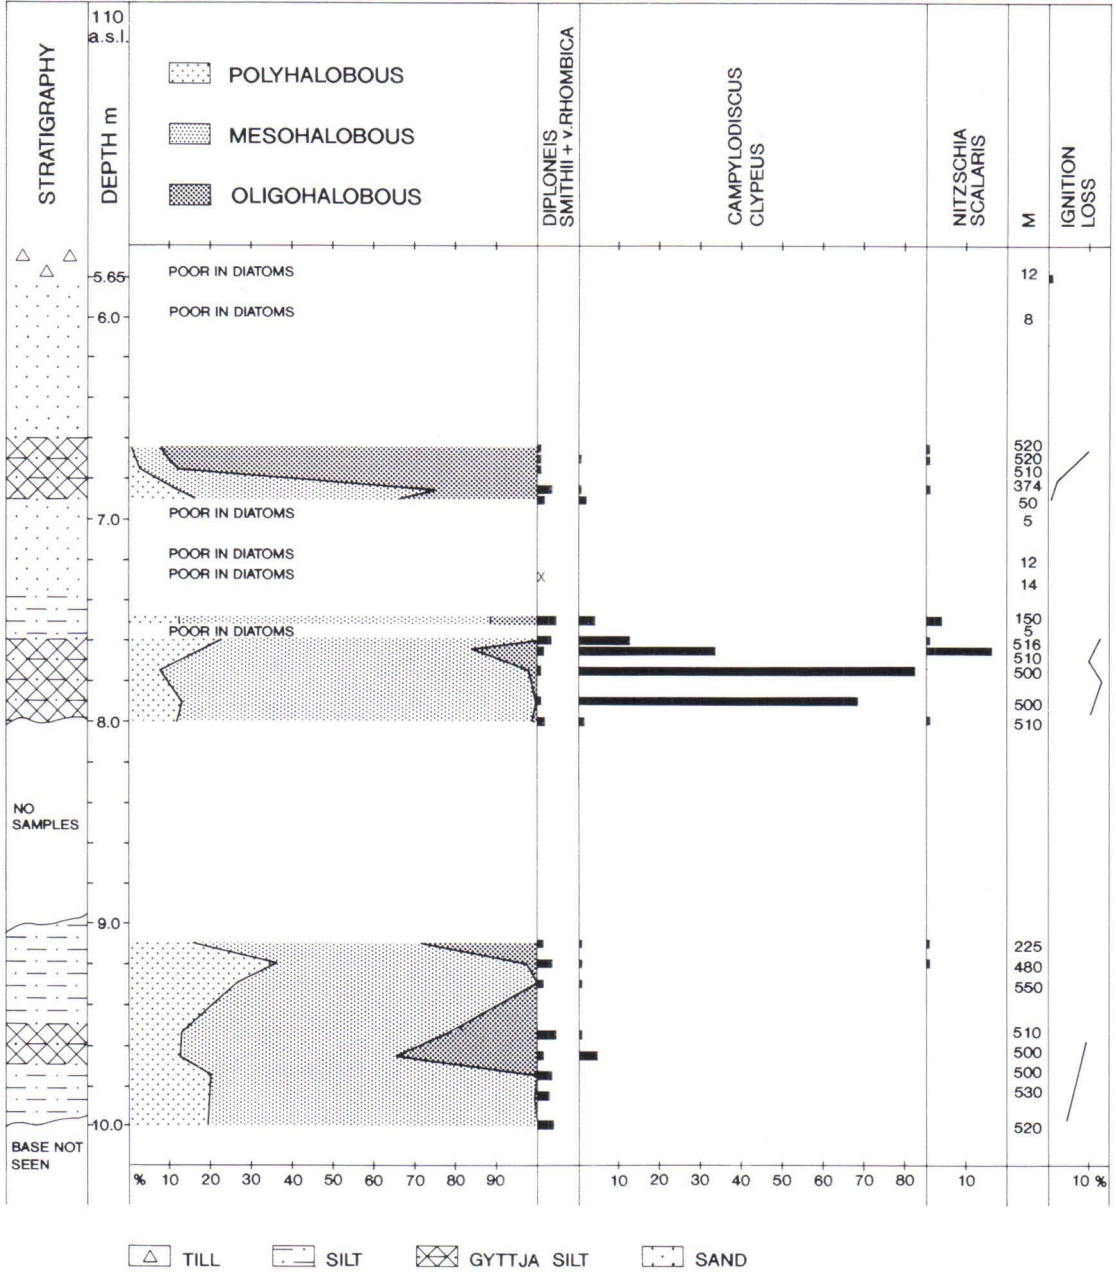 STRATIGRAPHY
110
a.s.l.
DEPTH m
POLYHALOBOUS
MESOHALOBOUS
OLIGOHALOBOUS
DIPLONEIS
SMITHII + v.RHOMBICA
CAMPYLODISCUS
CLYPEUS
NITZSCHIA
SCALARIS
M
IGNITION
LOSS
5.65
POOR IN DIATOMS
12
6.0
POOR IN DIATOMS
8
520
520
510
374
50
7.0
POOR IN DIATOMS
5
POOR IN DIATOMS
12
POOR IN DIATOMS
X
14
150
POOR IN DIATOMS
5
516
510
500
500
8.0
510
NO
SAMPLES
9.0
225
480
550
510
500
500
530
10.0
520
BASE NOT
SEEN
% 10 20 30 40 50 60 70 80 90
10 20 30 40 50 60 70 80
10
10 %
TILL
SILT
GYTTJA SILT
SAND